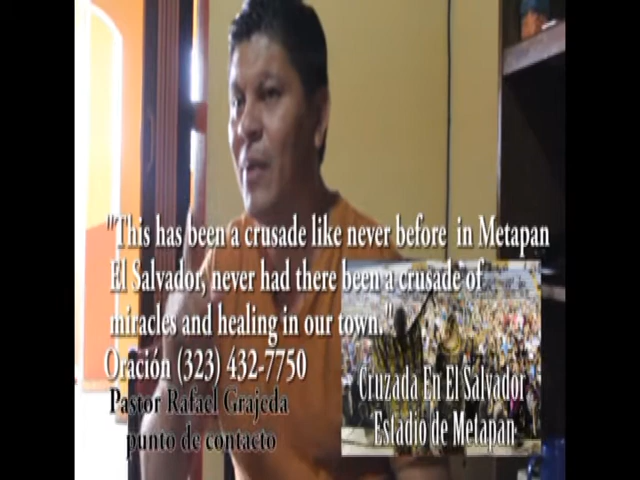 "This has been a crusade like never before in Metapan
El Salvador, never had there been a crusade of
miracles and healing in our town."
Oración (323) 432-7750
Pastor Rafael Grajeda
punto de contacto
Cruzada En El Salvador
Estadio de Metapan